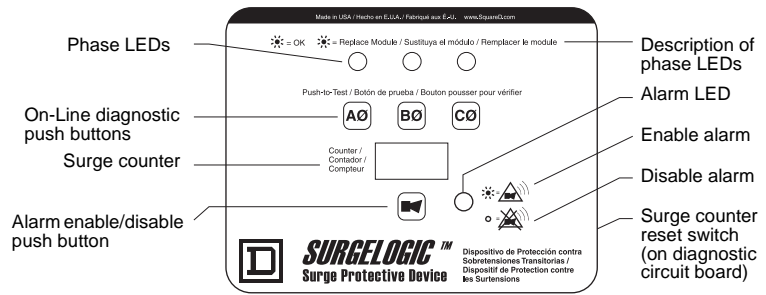 Made in USA / Hecho en E.U.A. / Fabriqué aux É.-U. www.SquareD.com
= OK = Replace Module / Sustituya el módulo / Remplacer le module
Phase LEDs
Description of
phase LEDs
Push-to-Test / Botón de prueba / Bouton pousser pour vérifier
Alarm LED
On-Line diagnostic
push buttons
AØ BØ CØ
Enable alarm
Surge counter
Counter /
Contador /
Compteur
Disable alarm
Alarm enable/disable
push button
= 
= 
Surge counter
reset switch
(on diagnostic
circuit board)
D
SURGELOGIC TM
Surge Protective Device
Dispositivo de Protección contra
Sobretensiones Transitorias /
Dispositif de Protection contre
les Surtensions